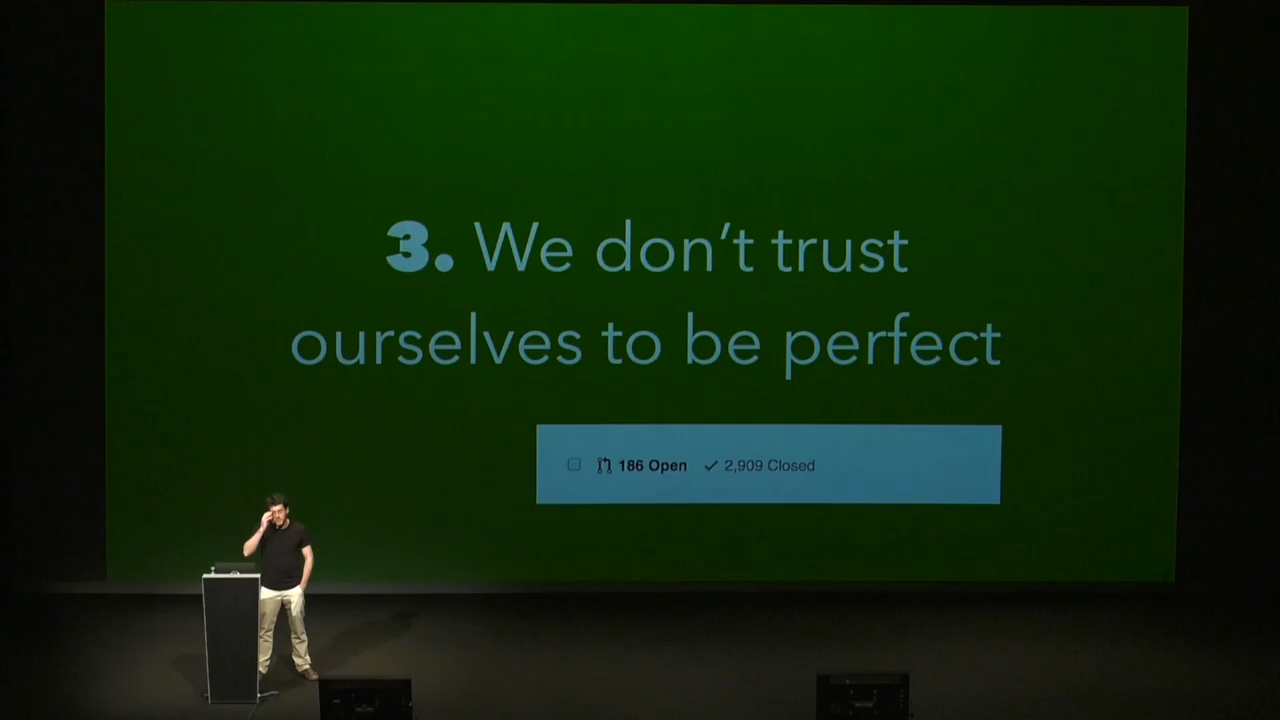 3. We don’t trust
ourselves to be perfect
186 Open 2,909 Closed